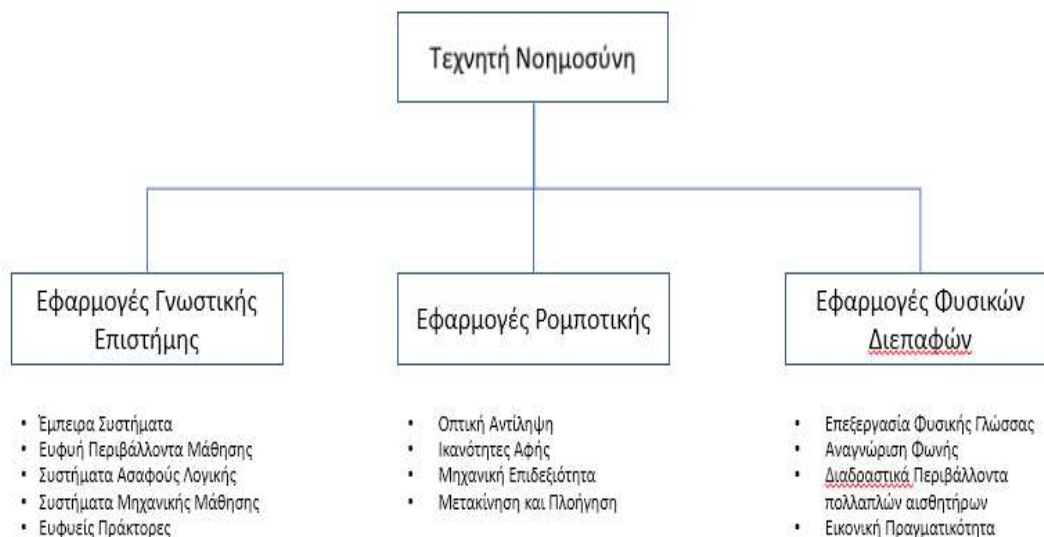 Τεχνητή Νοημοσύνη
Εφαρμογές Γνωστικής
Επιστήμης
Εφαρμογές Ρομποτικής
Εφαρμογές Φυσικών
Διεπαφών
• Έμπειρα Συστήματα
• Ευφυή Περιβάλλοντα Μάθησης
• Συστήματα Ασαφούς Λογικής
• Συστήματα Μηχανικής Μάθησης
• Ευφυείς Πράκτορες
• Οπτική Αντίληψη
• Ικανότητες Αφής
• Μηχανική Επιδεξιότητα
• Μετακίνηση και Πλοήγηση
• Επεξεργασία Φυσικής Γλώσσας
• Αναγνώριση Φωνής
• Διαδραστικά Περιβάλλοντα
πολλαπλών αισθητήρων
• Εικονική Πραγματικότητα